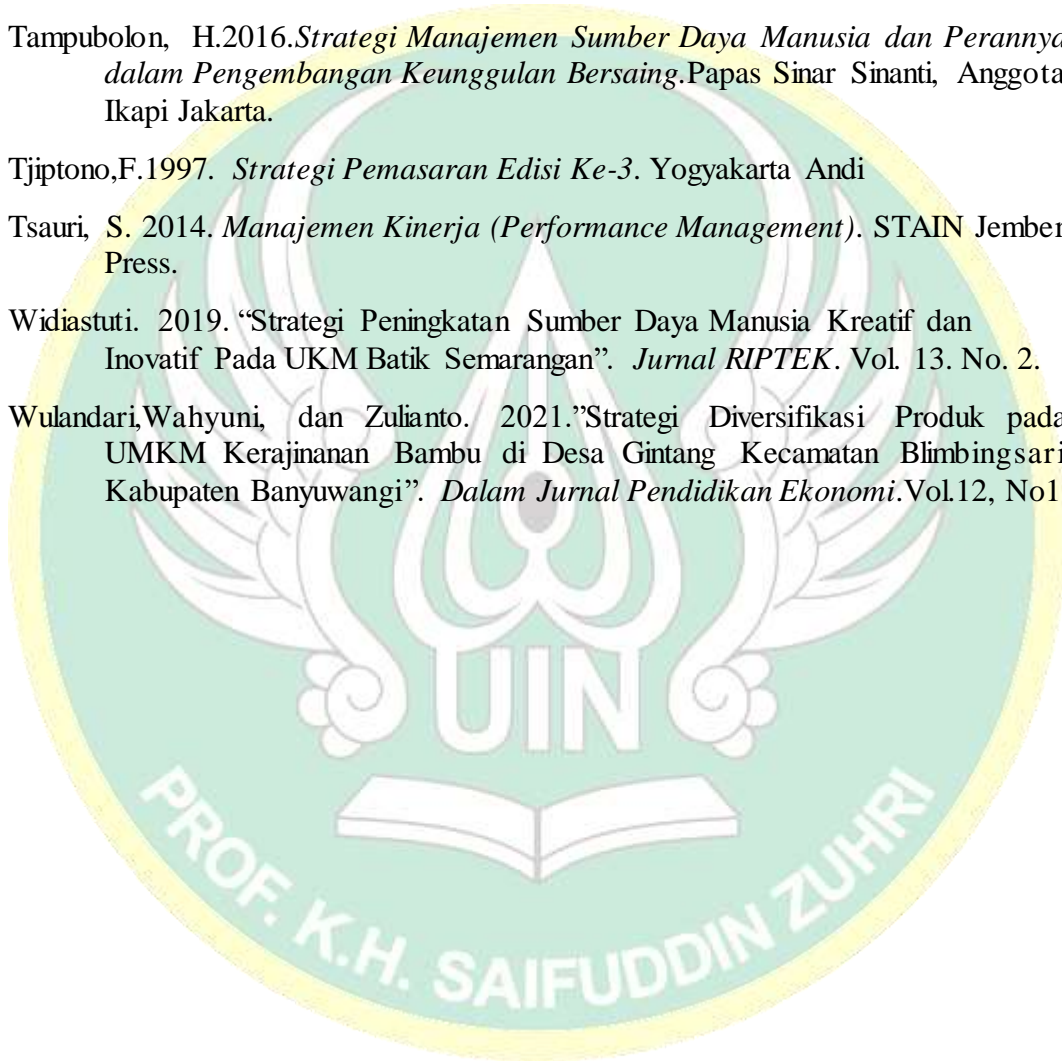 Tampubolon, H.2016.Strategi Manajemen Sumber Daya Manusia dan Perannya
dalam Pengembangan Keunggulan Bersaing.Papas Sinar Sinanti, Anggota
Ikapi Jakarta.
Tjiptono,F.1997. Strategi Pemasaran Edisi Ke-3. Yogyakarta Andi
Tsauri, S. 2014. Manajemen Kinerja (Performance Management). STAIN Jember
Press.
Widiastuti. 2019. “Strategi Peningkatan Sumber Daya Manusia Kreatif dan
Inovatif Pada UKM Batik Semarangan”. Jurnal RIPTEK. Vol. 13. No. 2.
Wulandari,Wahyuni, dan Zulianto. 2021.”Strategi Diversifikasi Produk pada
UMKM Kerajinanan Bambu di Desa Gintang Kecamatan Blimbingsari
Kabupaten Banyuwangi”. Dalam Jurnal Pendidikan Ekonomi.Vol.12, No1
UIN
PROF. K.H. SAIFUDDIN ZUHRI